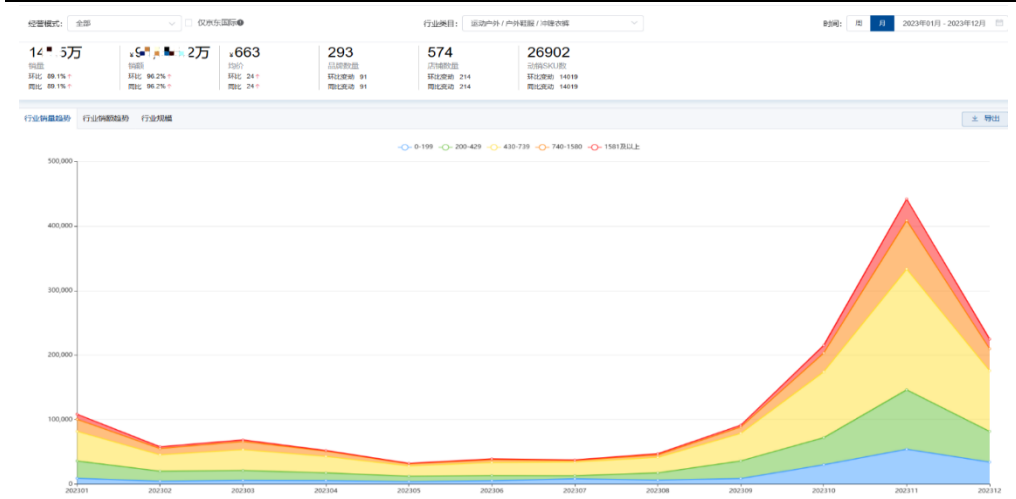 经营模式: 全部 仅京东国际 行业类目: 运动户外 / 户外鞋服 / 冲锋衣裤 时间: 周 月 2023年01月 - 2023年12月
5万 2万 ¥663 293 574 26902
销量 销额 均价 品牌数量 店铺数量 动销SKU数
环比 89.1%↑ 环比 96.2%↑ 环比 24↑ 环比变动 91 环比变动 214 环比变动 14019
同比 89.1%↑ 同比 96.2%↑ 同比 24↑ 同比变动 91 同比变动 214 同比变动 14019
行业销量趋势 行业销额趋势 行业规模 导出
0-199 200-429 430-739 740-1580 1581及以上
500,000
400,000
300,000
200,000
100,000
0
202301 202302 202303 202304 202305 202306 202307 202308 202309 202310 202311 202312